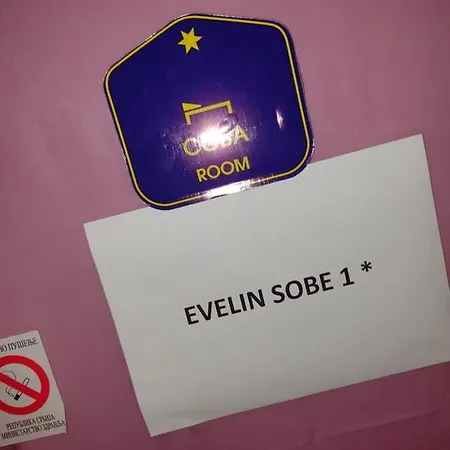 СОБА
ROOM
EVELIN SOBE 1 *
ПУШЕЊЕ
РЕПУБЛИКА СРБИЈА
МИНИСТАРСТВО ЗДРАВЉА